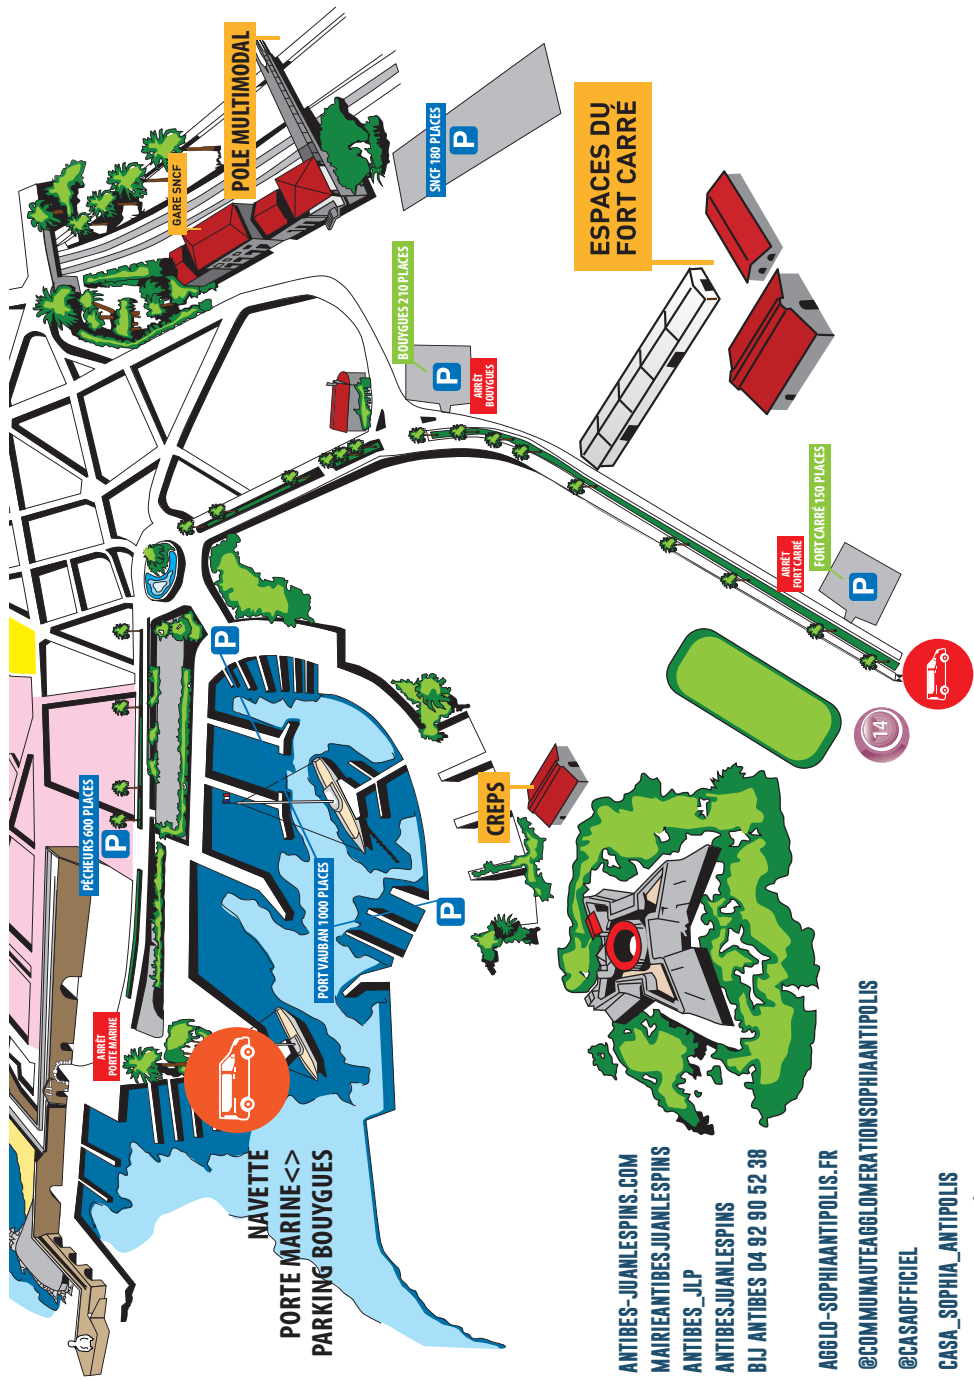 POLE MULTIMODAL
GARE SNCF
SNCF 180 PLACES
P
ESPACES DU
FORT CARRÉ
BOUYGUES 210 PLACES
P
ARRÊT
BOUYGUES
FORT CARRÉ 150 PLACES
ARRÊT
FORT CARRÉ
P
P
14
PÊCHEURS 600 PLACES
P
CREPS
PORT VAUBAN 1000 PLACES
P
ARRÊT
PORTE MARINE
NAVETTE
PORTE MARINE<>
PARKING BOUYGUES
ANTIBES-JUANLESPINS.COM
MAIRIEANTIBESJUANLESPINS
ANTIBES_JLP
ANTIBESJUANLESPINS
BIJ ANTIBES 04 92 90 52 38
AGGLO-SOPHIAANTIPOLIS.FR
@COMMUNAUTEAGGLOMERATIONSOPHIAANTIPOLIS
@CASAOFFICIEL
CASA_SOPHIA_ANTIPOLIS